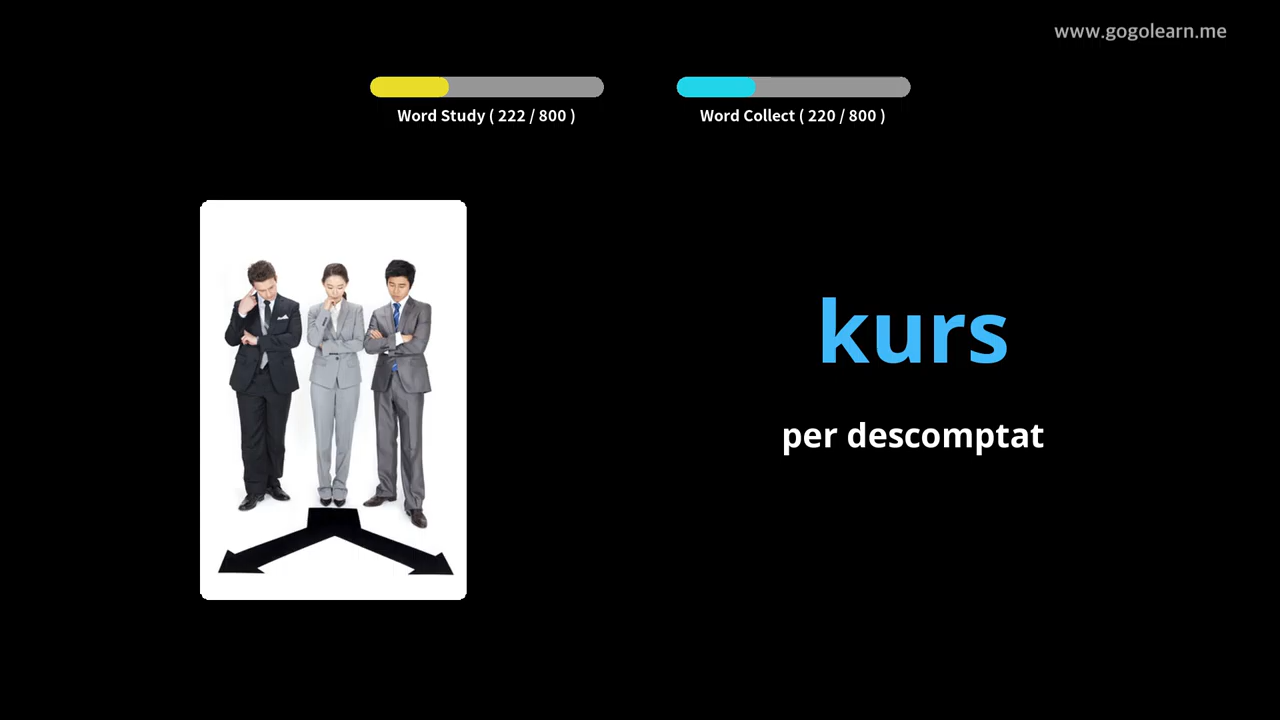 www.gogolearn.me
Word Study ( 222 / 800 )
Word Collect ( 220 / 800 )
kurs
per descomptat